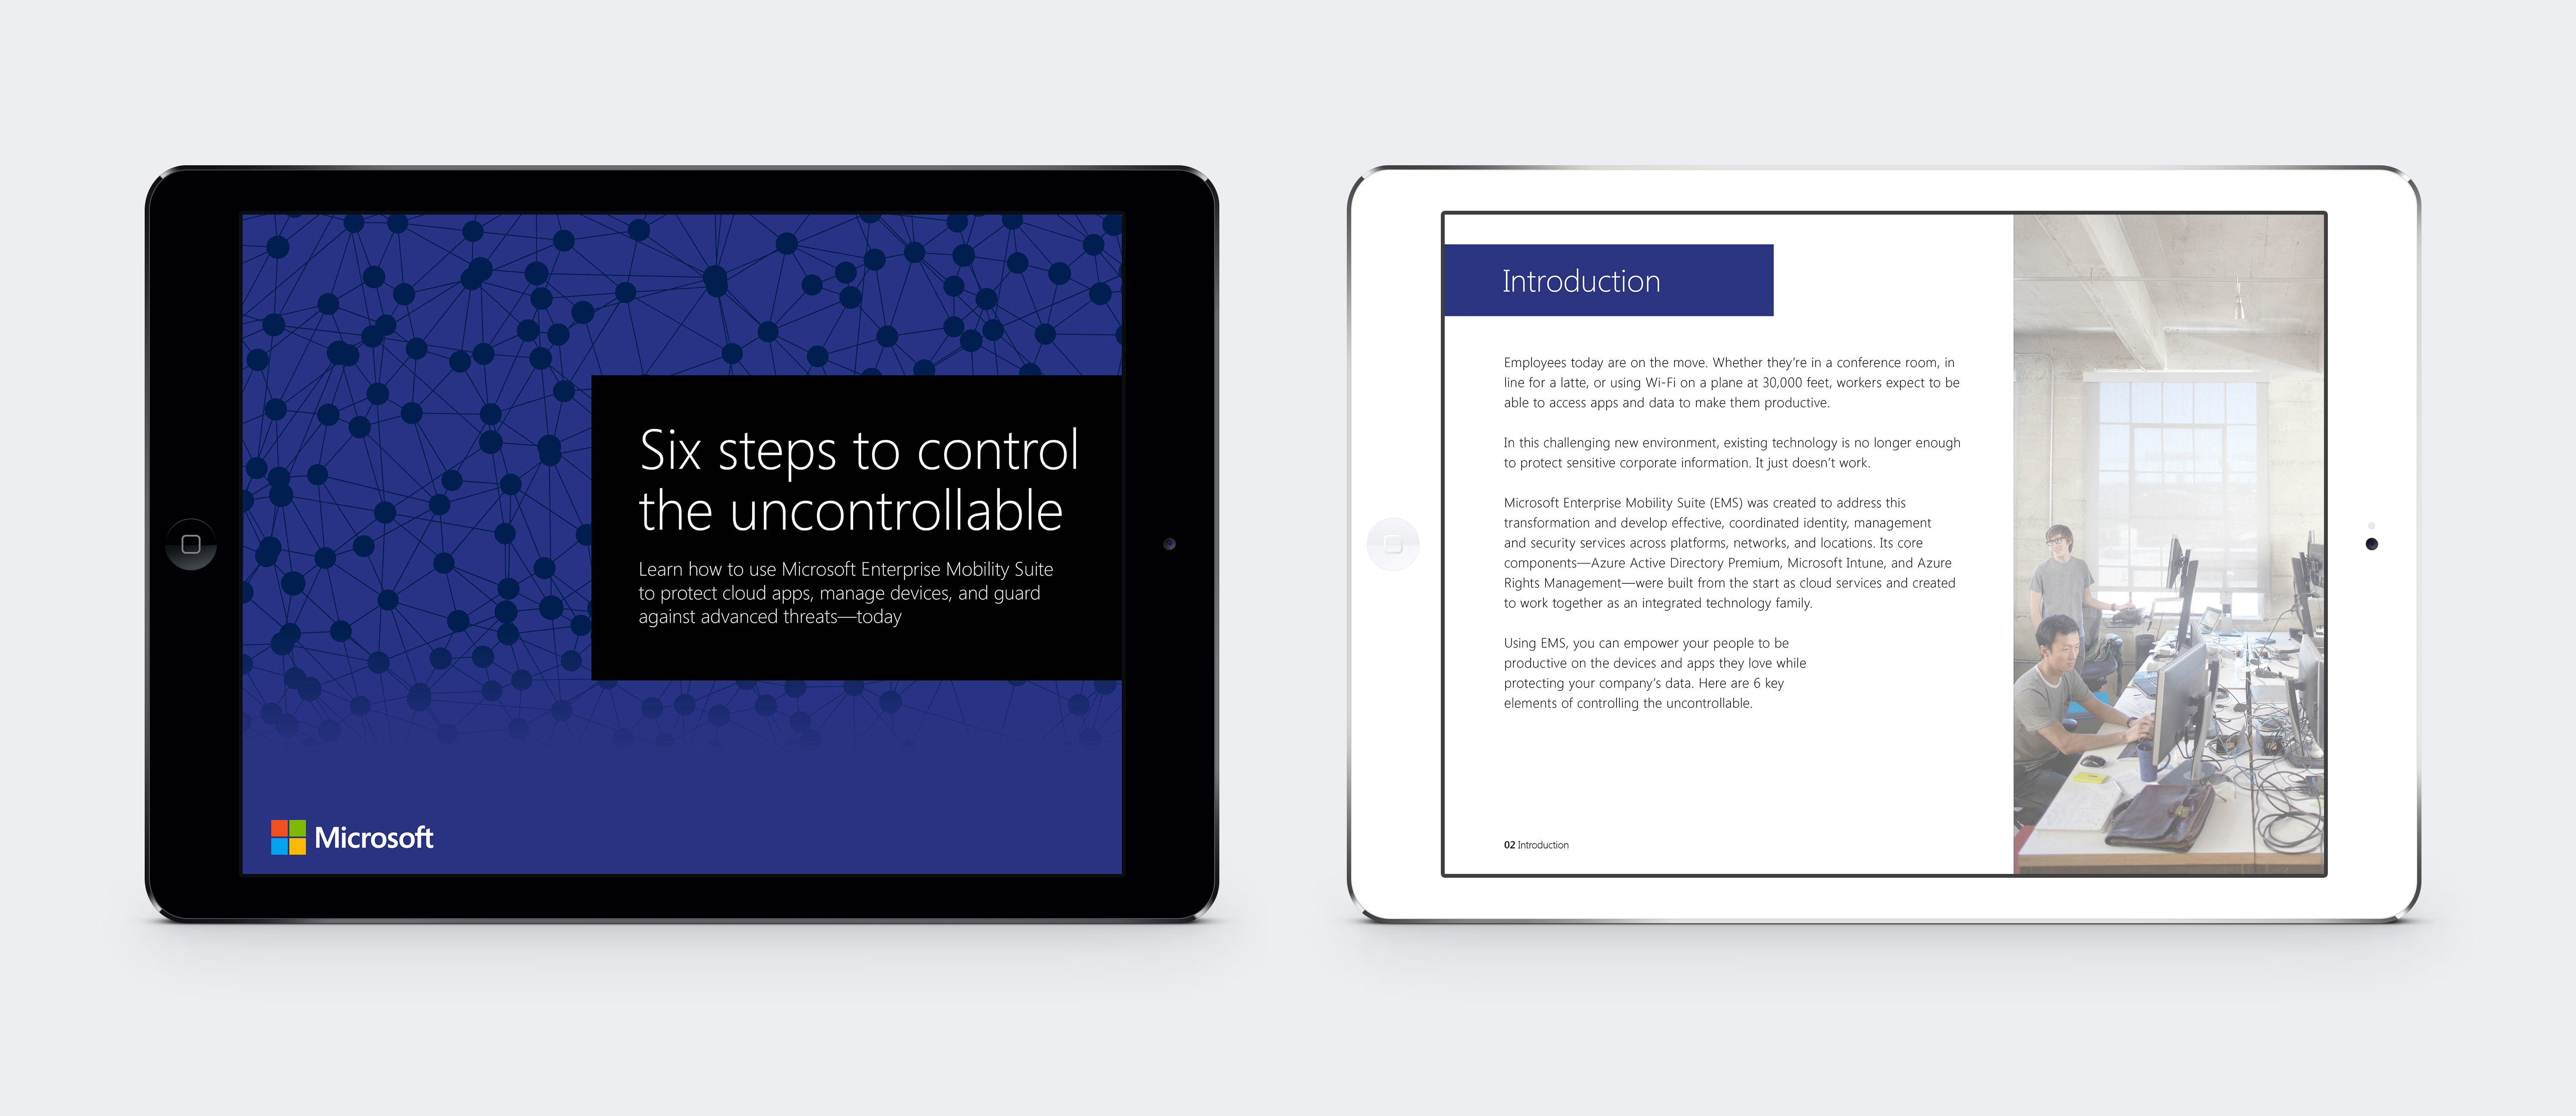 Six steps to control
the uncontrollable
Learn how to use Microsoft Enterprise Mobility Suite
to protect cloud apps, manage devices, and guard
against advanced threats—today
Microsoft
Introduction
Employees today are on the move. Whether they’re in a conference room, in
line for a latte, or using Wi-Fi on a plane at 30,000 feet, workers expect to be
able to access apps and data to make them productive.
In this challenging new environment, existing technology is no longer enough
to protect sensitive corporate information. It just doesn’t work.
Microsoft Enterprise Mobility Suite (EMS) was created to address this
transformation and develop effective, coordinated identity, management
and security services across platforms, networks, and locations. Its core
components—Azure Active Directory Premium, Microsoft Intune, and Azure
Rights Management—were built from the start as cloud services and created
to work together as an integrated technology family.
Using EMS, you can empower your people to be
productive on the devices and apps they love while
protecting your company’s data. Here are 6 key
elements of controlling the uncontrollable.
02 Introduction